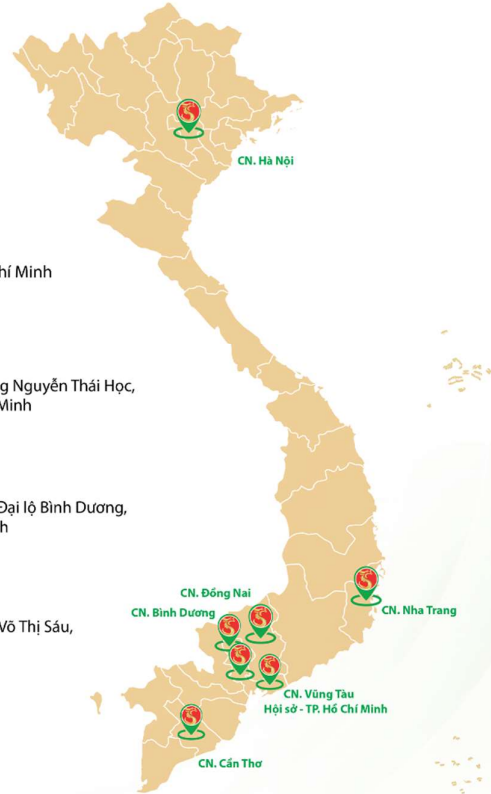 CN. Hà Nội
hí Minh
g Nguyễn Thái Học,
Minh
Đại lộ Bình Dương,
h
CN. Đồng Nai
CN. Bình Dương
CN. Nha Trang
Võ Thị Sáu,
CN. Vũng Tàu
Hội sở - TP. Hồ Chí Minh
CN. Cần Thơ